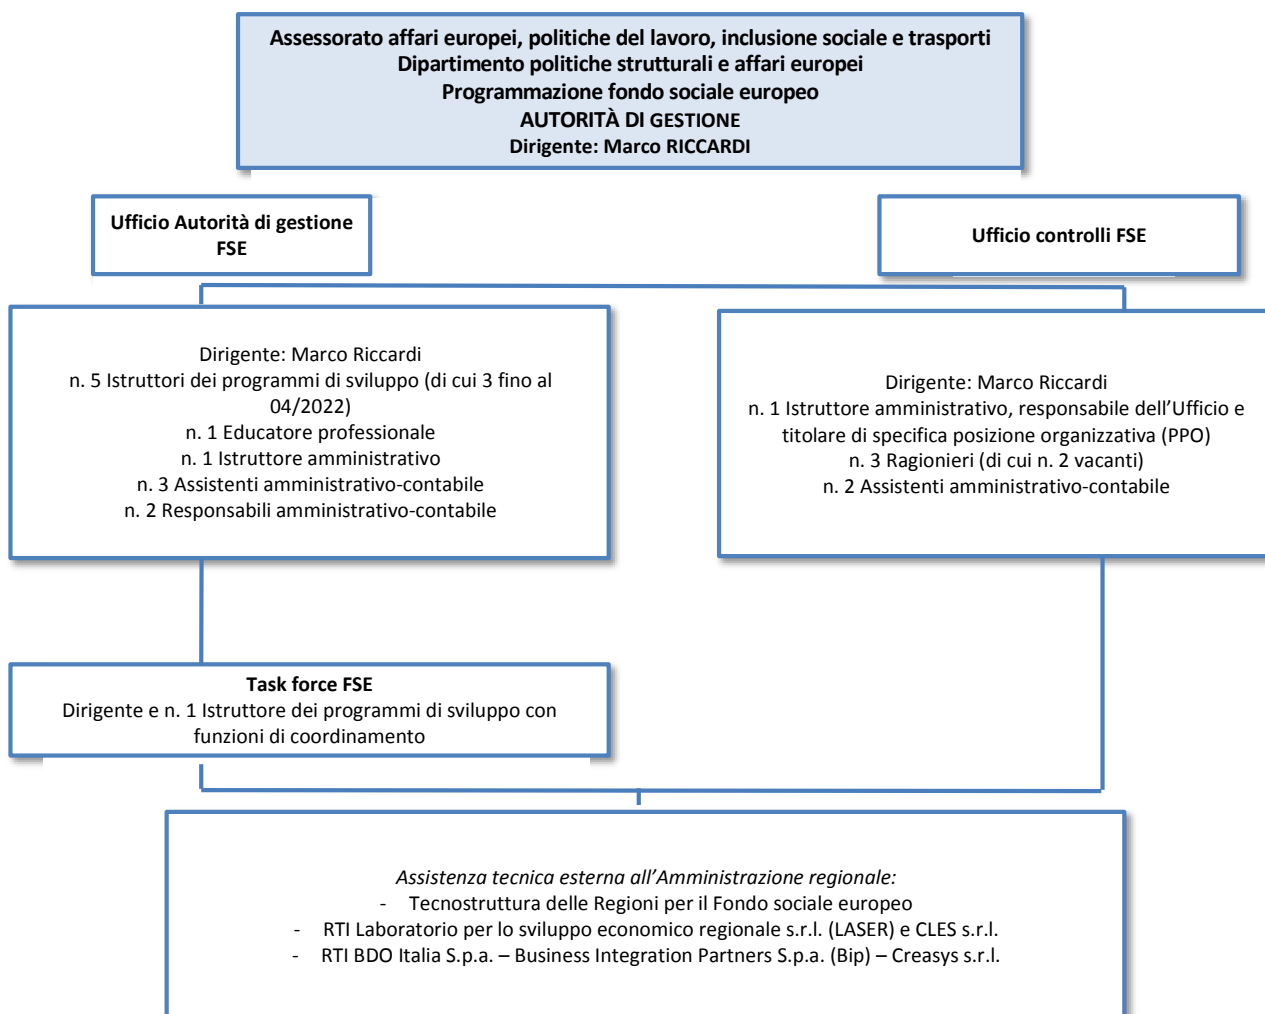 Assessorato affari europei, politiche del lavoro, inclusione sociale e trasporti
Dipartimento politiche strutturali e affari europei
Programmazione fondo sociale europeo
AUTORITÀ DI GESTIONE
Dirigente: Marco RICCARDI
Ufficio Autorità di gestione
FSE
Ufficio controlli FSE
Dirigente: Marco Riccardi
n. 5 Istruttori dei programmi di sviluppo (di cui 3 fino al
04/2022)
n. 1 Educatore professionale
n. 1 Istruttore amministrativo
n. 3 Assistenti amministrativo-contabile
n. 2 Responsabili amministrativo-contabile
Dirigente: Marco Riccardi
n. 1 Istruttore amministrativo, responsabile dell’Ufficio e
titolare di specifica posizione organizzativa (PPO)
n. 3 Ragionieri (di cui n. 2 vacanti)
n. 2 Assistenti amministrativo-contabile
Task force FSE
Dirigente e n. 1 Istruttore dei programmi di sviluppo con
funzioni di coordinamento
Assistenza tecnica esterna all’Amministrazione regionale:
- Tecnostruttura delle Regioni per il Fondo sociale europeo
- RTI Laboratorio per lo sviluppo economico regionale s.r.l. (LASER) e CLES s.r.l.
- RTI BDO Italia S.p.a. – Business Integration Partners S.p.a. (Bip) – Creasys s.r.l.